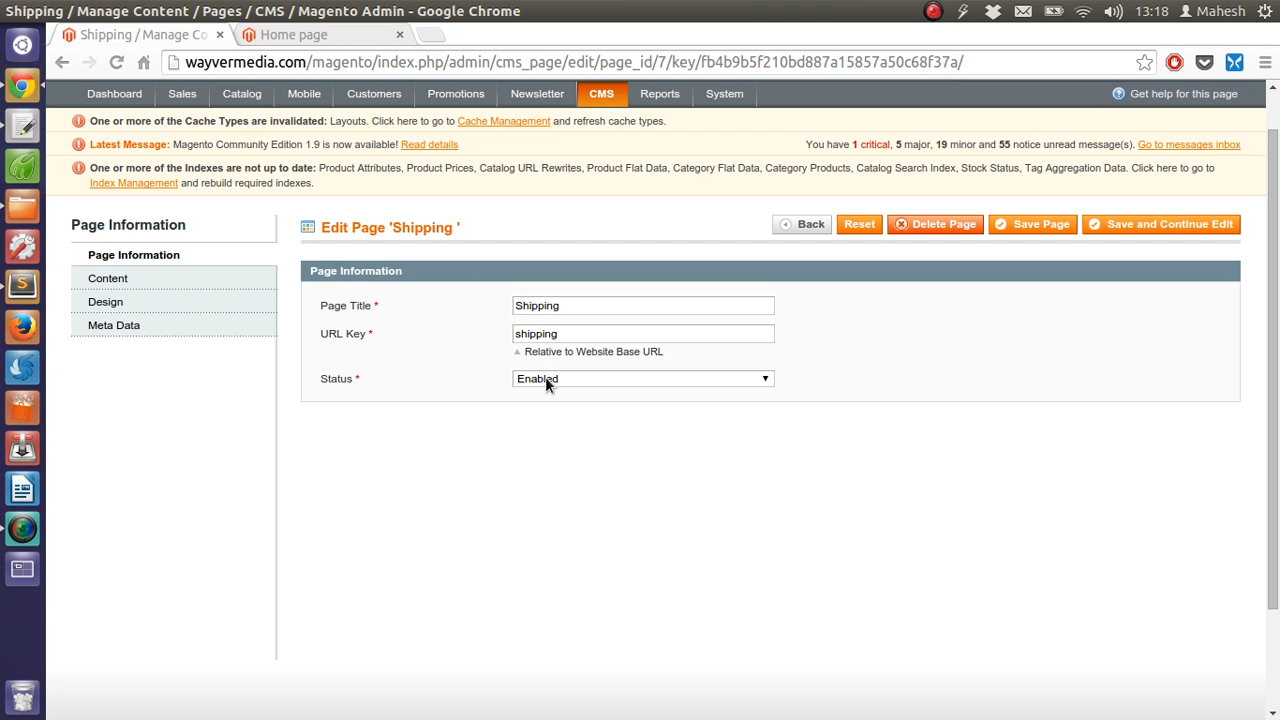 Shipping / Manage Content / Pages / CMS / Magento Admin - Google Chrome
13:18 Mahesh
Shipping / Manage Co ×
Home page ×
wayvermedia.com/magento/index.php/admin/cms_page/edit/page_id/7/key/fb4b9b5f210bd887a15857a50c68f37a/
Dashboard Sales Catalog Mobile Customers Promotions Newsletter CMS Reports System Get help for this page
One or more of the Cache Types are invalidated: Layouts. Click here to go to Cache Management and refresh cache types.
Latest Message: Magento Community Edition 1.9 is now available! Read details You have 1 critical, 5 major, 19 minor and 55 notice unread message(s). Go to messages inbox
One or more of the Indexes are not up to date: Product Attributes, Product Prices, Catalog URL Rewrites, Product Flat Data, Category Flat Data, Category Products, Catalog Search Index, Stock Status, Tag Aggregation Data. Click here to go to
Index Management and rebuild required indexes.
Page Information
Page Information
Content
Design
Meta Data
Edit Page 'Shipping '
Back Reset Delete Page Save Page Save and Continue Edit
Page Information
Page Title * Shipping
URL Key * shipping
Relative to Website Base URL
Status * Enabled